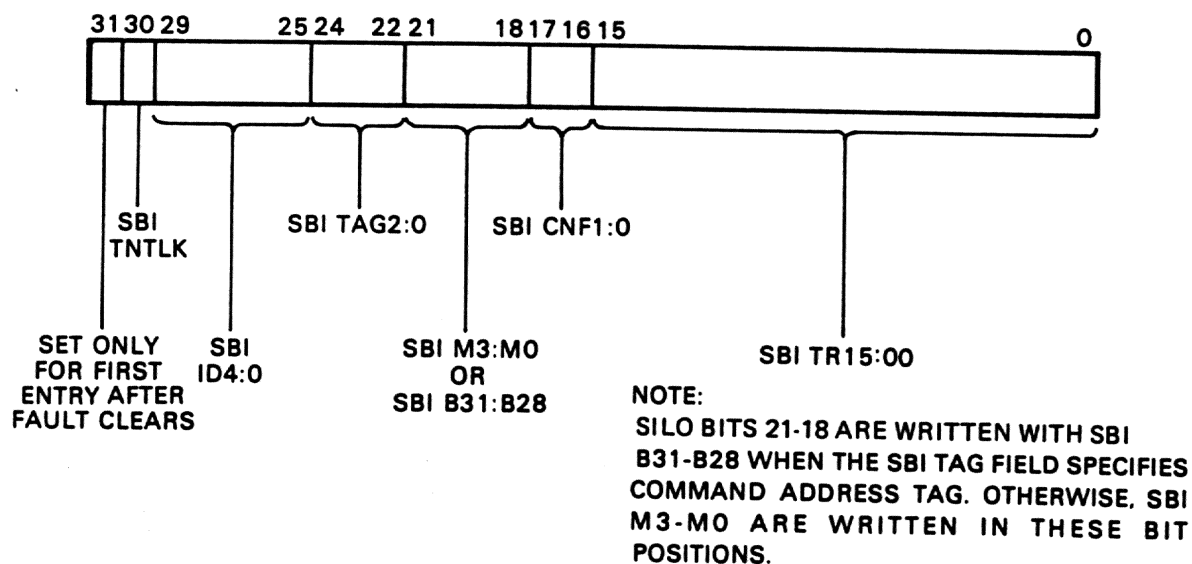 31 30 29 25 24 22 21 18 17 16 15 0
SBI
TNTLK
SBI TAG2:0
SBI CNF1:0
SET ONLY
FOR FIRST
ENTRY AFTER
FAULT CLEARS
SBI
ID4:0
SBI M3:M0
OR
SBI B31:B28
SBI TR15:00
NOTE:
SILO BITS 21-18 ARE WRITTEN WITH SBI
B31-B28 WHEN THE SBI TAG FIELD SPECIFIES
COMMAND ADDRESS TAG. OTHERWISE, SBI
M3-M0 ARE WRITTEN IN THESE BIT
POSITIONS.